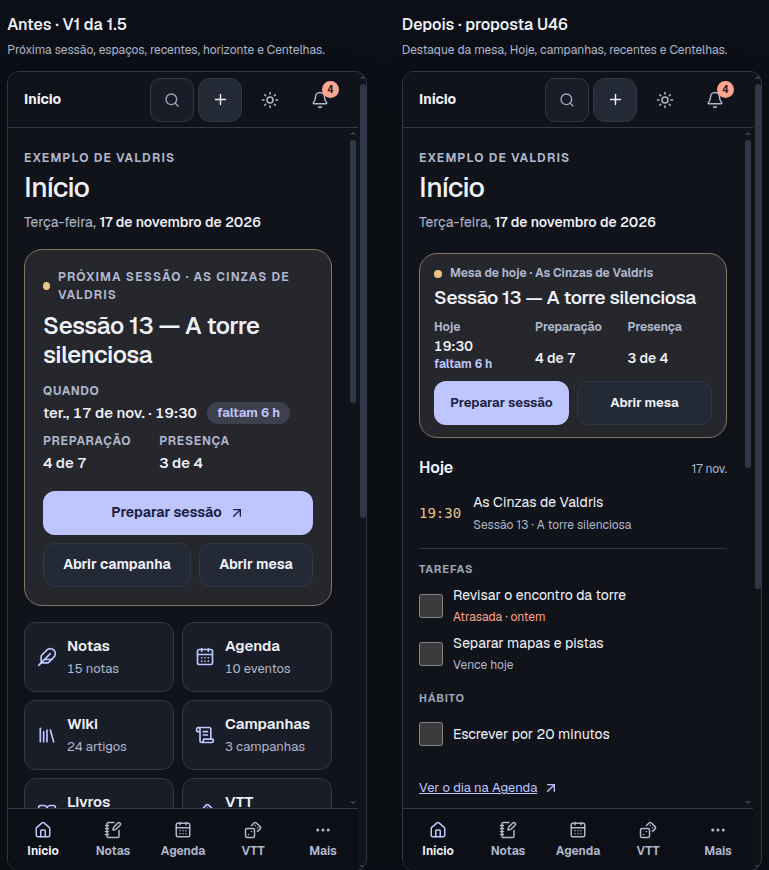 Antes · V1 da 1.5
Próxima sessão, espaços, recentes, horizonte e Centelhas.
Início
4
EXEMPLO DE VALDRIS
Início
Terça-feira, 17 de novembro de 2026
PRÓXIMA SESSÃO · AS CINZAS DE
VALDRIS
Sessão 13 — A torre
silenciosa
QUANDO
ter., 17 de nov. · 19:30 faltam 6 h
PREPARAÇÃO PRESENÇA
4 de 7 3 de 4
Preparar sessão
Abrir campanha Abrir mesa
Notas Agenda
15 notas 10 eventos
Wiki Campanhas
24 artigos 3 campanhas
Livros VTT
Início Notas Agenda VTT Mais
Depois · proposta U46
Destaque da mesa, Hoje, campanhas, recentes e Centelhas.
Início
4
EXEMPLO DE VALDRIS
Início
Terça-feira, 17 de novembro de 2026
Mesa de hoje · As Cinzas de Valdris
Sessão 13 — A torre silenciosa
Hoje Preparação Presença
19:30
faltam 6 h 4 de 7 3 de 4
Preparar sessão Abrir mesa
Hoje 17 nov.
19:30 As Cinzas de Valdris
Sessão 13 · A torre silenciosa
TAREFAS
Revisar o encontro da torre
Atrasada · ontem
Separar mapas e pistas
Vence hoje
HÁBITO
Escrever por 20 minutos
Ver o dia na Agenda
Início Notas Agenda VTT Mais